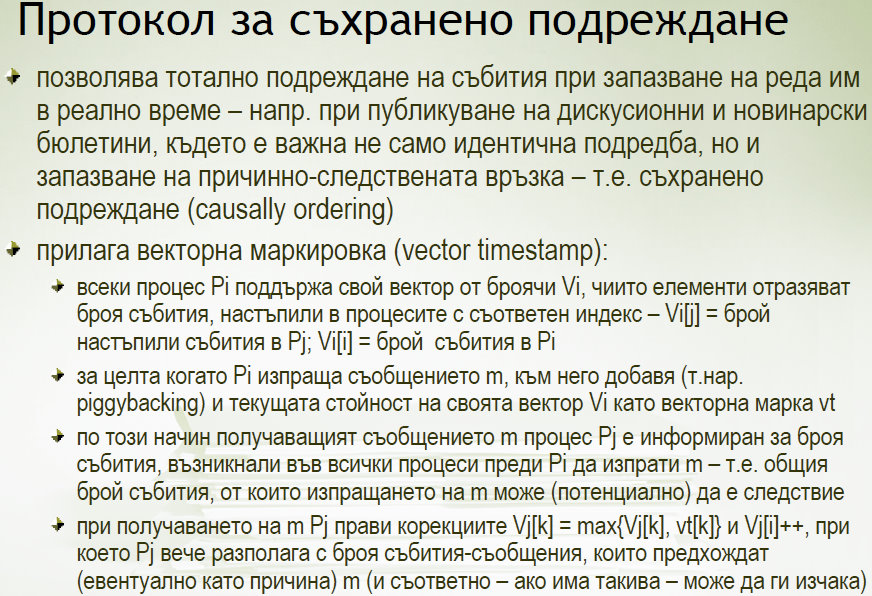 Протокол за съхранено подреждане
позволява тотално подреждане на събития при запазване на реда им
в реално време – напр. при публикуване на дискусионни и новинарски
бюлетини, където е важна не само идентична подредба, но и
запазване на причинно-следствената връзка – т.е. съхранено
подреждане (causally ordering)
прилага векторна маркировка (vector timestamp):
всеки процес Pi поддържа свой вектор от броячи Vi, чиито елементи отразяват
броя събития, настъпили в процесите с съответен индекс – Vi[j] = брой
настъпили събития в Pj; Vi[i] = брой събития в Pi
за целта когато Pi изпраща съобщението m, към него добавя (т.нар.
piggybacking) и текущата стойност на своята вектор Vi като векторна марка vt
по този начин получаващият съобщението m процес Pj е информиран за броя
събития, възникнали във всички процеси преди Pi да изпрати m – т.е. общия
брой събития, от които изпращането на m може (потенциално) да е следствие
при получаването на m Pj прави корекциите Vj[k] = max{Vj[k], vt[k]} и Vj[i]++, при
което Pj вече разполага с броя събития-съобщения, които предхождат
(евентуално като причина) m (и съответно – ако има такива – може да ги изчака)